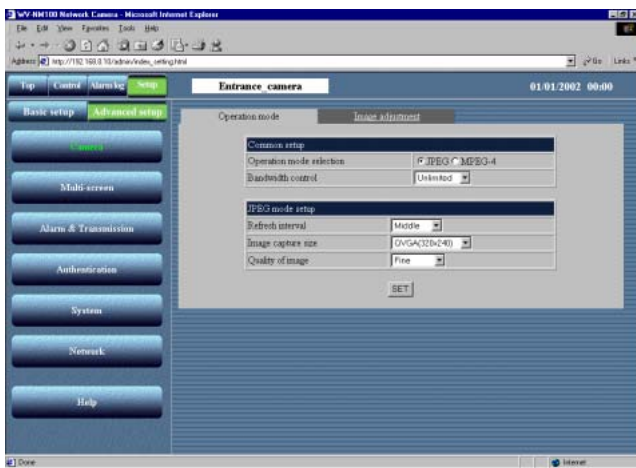 WV-NM100 Network Camera - Microsoft Internet Explorer
File Edit View Favorites Tools Help
Address http://192.168.0.10/admin/index_setting.html Go Links
Top Control Alarm log Setup Entrance_camera 01/01/2002 00:00
Basic setup Advanced setup
Operation mode Image adjustment
Camera
Common setup
Operation mode selection JPEG MPEG-4
Bandwidth control Unlimited
Multi-screen
JPEG mode setup
Alarm & Transmission
Refresh interval Middle
Image capture size QVGA(320x240)
Quality of image Fine
Authentication
SET
System
Network
Help
Done Internet